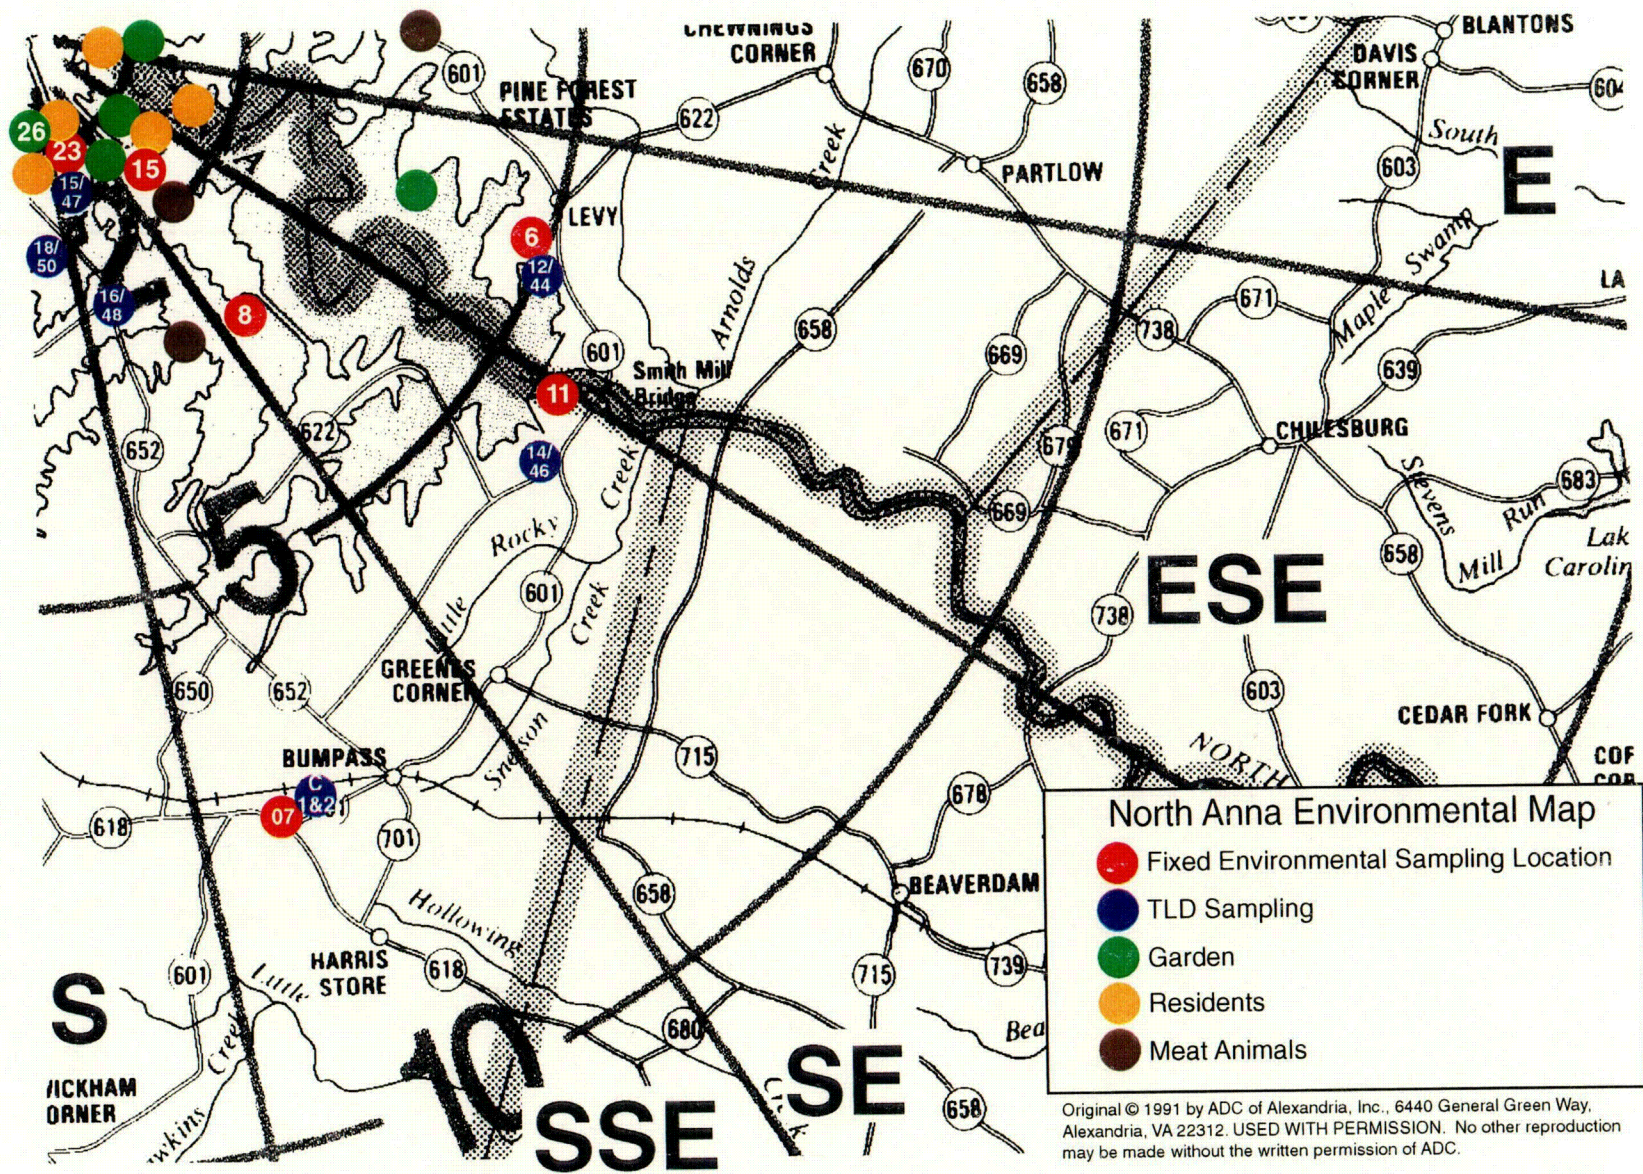 CHEWNINGS
CORNER
BLANTONS
DAVIS
CORNER
601
670
658
604
PINE FOREST
ESTATES
622
South
26
23
15
15/
47
Creek
PARTLOW
603
E
LEVY
6
12/
44
18/
50
16/
48
8
Arnolds
658
Maple Swamp
671
LA
738
601
669
639
Smith Mill
Bridge
11
622
652
14/
46
671
679
CHILESBURG
Creek
5
Rocky
669
Stevens
Run
683
Mill
Lak
Carolin
658
ESE
601
Creek
Little
738
GREENES
CORNER
650
652
603
CEDAR FORK
Snelson
715
NORTH
COF
COR
BUMPASS
C
1&2
07
618
701
678
North Anna Environmental Map
Fixed Environmental Sampling Location
TLD Sampling
Garden
Residents
Meat Animals
658
BEAVERDAM
Hollowing
HARRIS
STORE
618
601
Little
Creek
715
739
S
10
680
Bea
SE
SSE
658
WICKHAM
ORNER
wkins
Original © 1991 by ADC of Alexandria, Inc., 6440 General Green Way,
Alexandria, VA 22312. USED WITH PERMISSION. No other reproduction
may be made without the written permission of ADC.